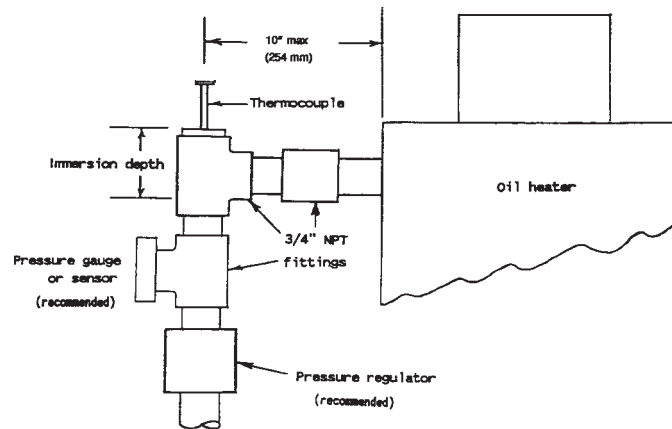 10" max
(254 mm)
Thermocouple
Immersion depth
Oil heater
3/4" NPT
fittings
Pressure gauge
or sensor
(recommended)
Pressure regulator
(recommended)